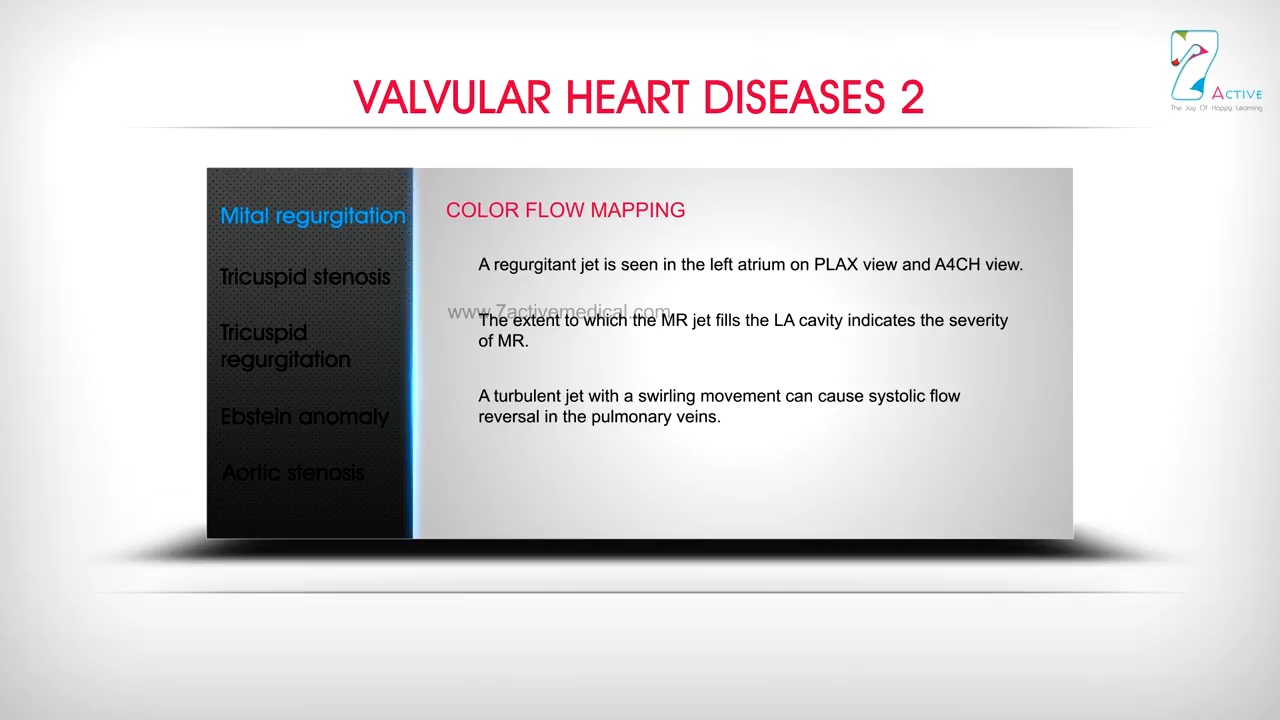 VALVULAR HEART DISEASES 2
7 ACTIVE
The Joy Of Happy Learning
Mital regurgitation
Tricuspid stenosis
Tricuspid
regurgitation
Ebstein anomaly
Aortic stenosis
COLOR FLOW MAPPING
A regurgitant jet is seen in the left atrium on PLAX view and A4CH view.
www.7activemedical.com
The extent to which the MR jet fills the LA cavity indicates the severity
of MR.
A turbulent jet with a swirling movement can cause systolic flow
reversal in the pulmonary veins.